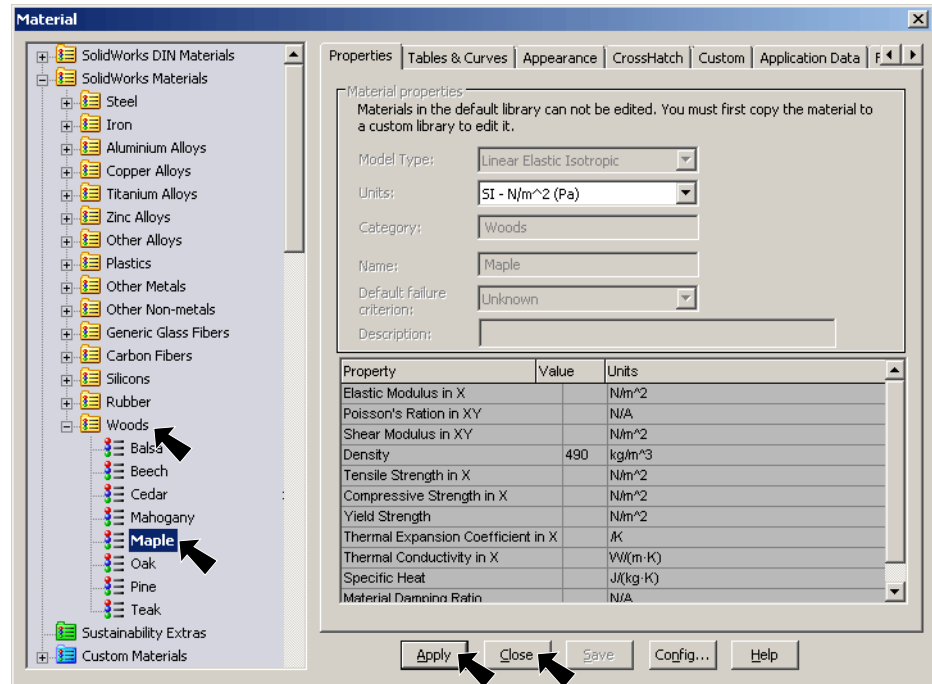 Material
SolidWorks DIN Materials
SolidWorks Materials
Steel
Iron
Aluminium Alloys
Copper Alloys
Titanium Alloys
Zinc Alloys
Other Alloys
Plastics
Other Metals
Other Non-metals
Generic Glass Fibers
Carbon Fibers
Silicons
Rubber
Woods
Balsa
Beech
Cedar
Mahogany
Maple
Oak
Pine
Teak
Sustainability Extras
Custom Materials
Properties Tables & Curves Appearance CrossHatch Custom Application Data F
Material properties
Materials in the default library can not be edited. You must first copy the material to
a custom library to edit it.
Model Type: Linear Elastic Isotropic
Units: SI - N/m^2 (Pa)
Category: Woods
Name: Maple
Default failure
criterion: Unknown
Description:
Property Value Units
Elastic Modulus in X N/m^2
Poisson's Ration in XY N/A
Shear Modulus in XY N/m^2
Density 490 kg/m^3
Tensile Strength in X N/m^2
Compressive Strength in X N/m^2
Yield Strength N/m^2
Thermal Expansion Coefficient in X /K
Thermal Conductivity in X W/(m·K)
Specific Heat J/(kg·K)
Material Damping Ratio N/A
Apply Close Save Config... Help